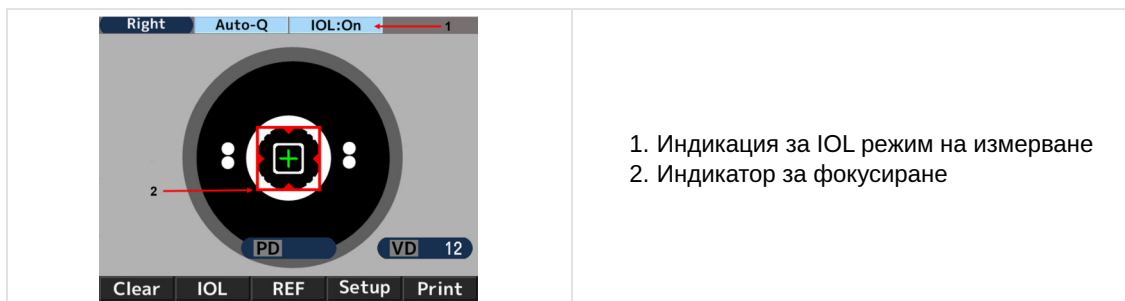 Right Auto-Q IOL:On 1
2
PD VD 12
Clear IOL REF Setup Print
1. Индикация за IOL режим на измерване
2. Индикатор за фокусиране